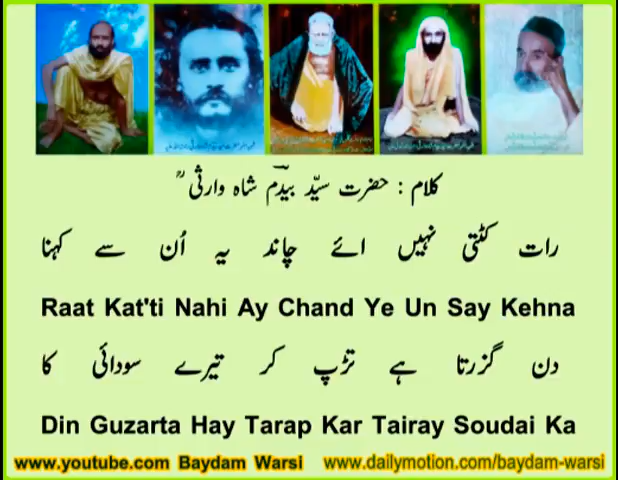 کلام : حضرت سیّد بیدؔم شاہ وارثی ؒ
رات کٹتی نہیں ائے چاند یہ اُن سے کہنا
Raat Kat'ti Nahi Ay Chand Ye Un Say Kehna
دن گزرتا ہے تڑپ کر تیرے سودائی کا
Din Guzarta Hay Tarap Kar Tairay Soudai Ka
www.youtube.com Baydam Warsi www.dailymotion.com/baydam-warsi